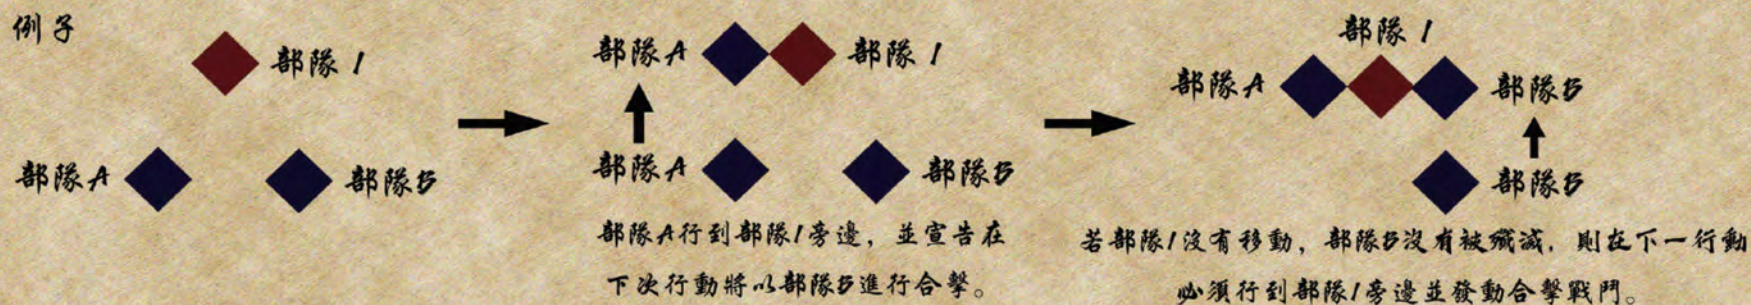 例子
部隊1
部隊A
部隊B
部隊A
部隊1
部隊A
部隊B
部隊A行到部隊1旁邊，並宣告在
下次行動將以部隊B進行合擊。
部隊1
部隊A
部隊B
部隊B
若部隊1沒有移動，部隊B沒有被殲滅，則在下一行動
必須行到部隊1旁邊並發動合擊戰鬥。